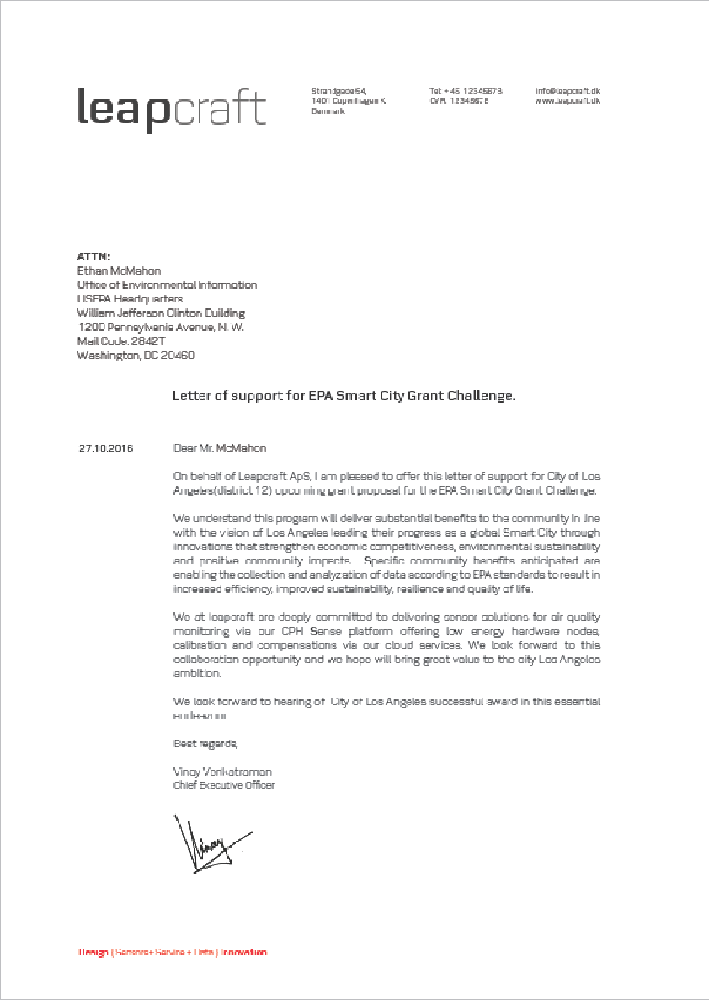 leapcraft
Strandgade 54,
1401 Copenhagen K,
Denmark
Tel: + 45 12345678
CVR: 12345678
info@leapcraft.dk
www.leapcraft.dk
ATTN:
Ethan McMahon
Office of Environmental Information
USEPA Headquarters
William Jefferson Clinton Building
1200 Pennsylvania Avenue, N. W.
Mail Code: 2842T
Washington, DC 20460
Letter of support for EPA Smart City Grant Challenge.
27.10.2016
Dear Mr. McMahon
On behalf of Leapcraft ApS, I am pleased to offer this letter of support for City of Los
Angeles(district 12) upcoming grant proposal for the EPA Smart City Grant Challenge.
We understand this program will deliver substantial benefits to the community in line
with the vision of Los Angeles leading their progress as a global Smart City through
innovations that strengthen economic competitiveness, environmental sustainability
and positive community impacts. Specific community benefits anticipated are
enabling the collection and analyzation of data according to EPA standards to result in
increased efficiency, improved sustainability, resilience and quality of life.
We at leapcraft are deeply committed to delivering sensor solutions for air quality
monitoring via our CPH Sense platform offering low energy hardware nodes,
calibration and compensations via our cloud services. We look forward to this
collaboration opportunity and we hope will bring great value to the city Los Angeles
ambition.
We look forward to hearing of City of Los Angeles successful award in this essential
endeavour.
Best regards,
Vinay Venkatraman
Chief Executive Officer
Vinay
Design ( Sensors+ Service + Data ) Innovation